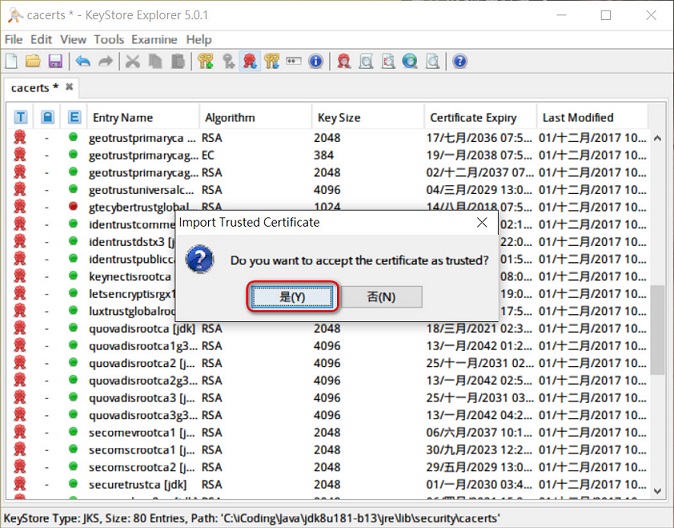 cacerts * - KeyStore Explorer 5.0.1
File Edit View Tools Examine Help
cacerts *
T E Entry Name Algorithm Key Size Certificate Expiry Last Modified
- geotrustprimaryca ... RSA 2048 17/七月/2036 07:5... 01/十二月/2017 10...
- geotrustprimarycag... EC 384 19/一月/2038 07:5... 01/十二月/2017 10...
- geotrustprimarycag... RSA 2048 02/十二月/2037 07... 01/十二月/2017 10...
- geotrustuniversalc... RSA 4096 04/三月/2029 13:0... 01/十二月/2017 10...
- gtecybertrustglobal RSA 1024 14/八月/2018 07:5... 01/十二月/2017 10...
Import Trusted Certificate
- identrustcomme 02:1... 01/十二月/2017 10...
- identrustdstx3 [j 22:0... 01/十二月/2017 10...
Do you want to accept the certificate as trusted?
- identrustpublicca 01:5... 01/十二月/2017 10...
- keynectisrootca 08:0... 01/十二月/2017 10...
- letsencryptisrgx1 19:0... 01/十二月/2017 10...
是(Y) 否(N)
- luxtrustglobalroo 17:5... 01/十二月/2017 10...
- quovadisrootca [jdk] RSA 2048 18/三月/2021 02:3... 01/十二月/2017 10...
- quovadisrootca1g3... RSA 4096 13/一月/2042 01:2... 01/十二月/2017 10...
- quovadisrootca2 [j... RSA 4096 25/十一月/2031 02... 01/十二月/2017 10...
- quovadisrootca2g3... RSA 4096 13/一月/2042 02:5... 01/十二月/2017 10...
- quovadisrootca3 [j... RSA 4096 25/十一月/2031 03... 01/十二月/2017 10...
- quovadisrootca3g3... RSA 4096 13/一月/2042 04:2... 01/十二月/2017 10...
- secomevrootca1 [j... RSA 2048 06/六月/2037 10:1... 01/十二月/2017 10...
- secomscrootca1 [j... RSA 2048 30/九月/2023 12:2... 01/十二月/2017 10...
- secomscrootca2 [j... RSA 2048 29/五月/2029 13:0... 01/十二月/2017 10...
- securetrustca [jdk] RSA 2048 01/一月/2030 03:4... 01/十二月/2017 10...
KeyStore Type: JKS, Size: 80 Entries, Path: 'C:\iCoding\Java\jdk8u181-b13\jre\lib\security\cacerts'